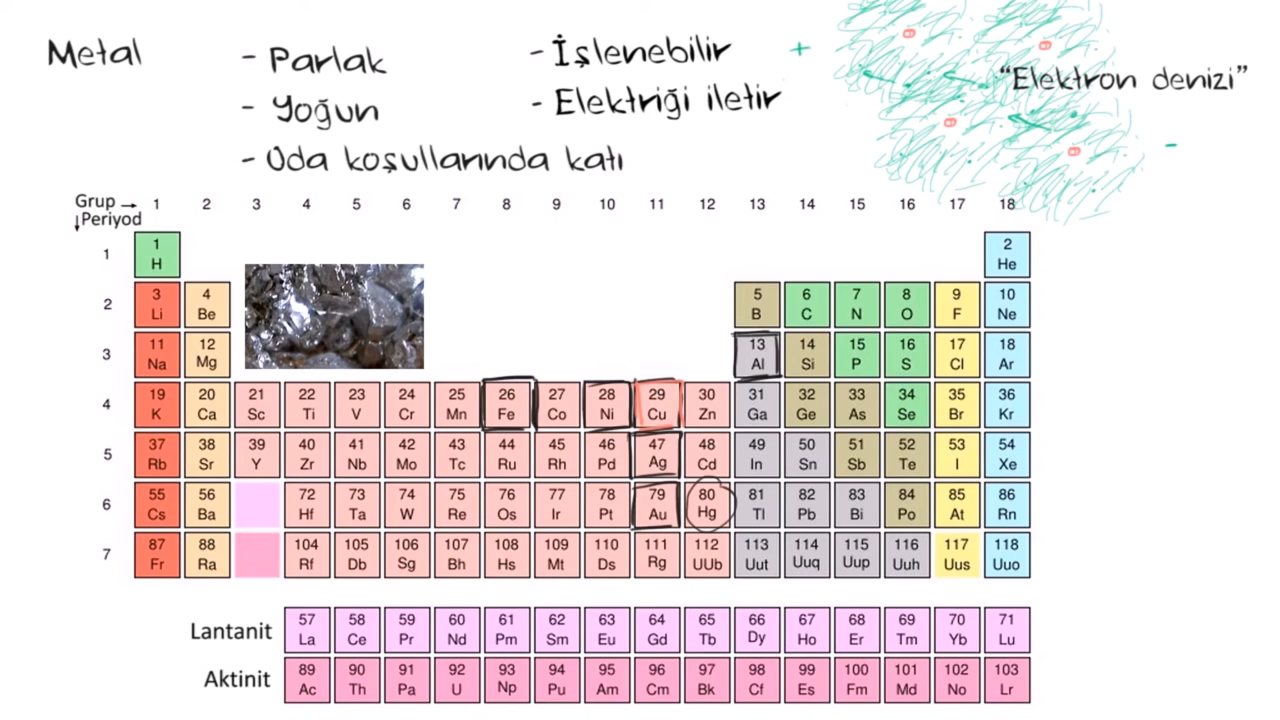 Metal
- Parlak
- Yoğun
- Oda koşullarında katı
- İşlenebilir
- Elektriği iletir
+
"Elektron denizi"
-
Grup → 1 2 3 4 5 6 7 8 9 10 11 12 13 14 15 16 17 18
↓Periyod
1 1 2
H He
2 3 4 5 6 7 8 9 10
Li Be B C N O F Ne
3 11 12 13 14 15 16 17 18
Na Mg Al Si P S Cl Ar
4 19 20 21 22 23 24 25 26 27 28 29 30 31 32 33 34 35 36
K Ca Sc Ti V Cr Mn Fe Co Ni Cu Zn Ga Ge As Se Br Kr
5 37 38 39 40 41 42 43 44 45 46 47 48 49 50 51 52 53 54
Rb Sr Y Zr Nb Mo Tc Ru Rh Pd Ag Cd In Sn Sb Te I Xe
6 55 56 72 73 74 75 76 77 78 79 80 81 82 83 84 85 86
Cs Ba Hf Ta W Re Os Ir Pt Au Hg Tl Pb Bi Po At Rn
7 87 88 104 105 106 107 108 109 110 111 112 113 114 115 116 117 118
Fr Ra Rf Db Sg Bh Hs Mt Ds Rg UUb Uut Uuq Uup Uuh Uus Uuo
Lantanit 57 58 59 60 61 62 63 64 65 66 67 68 69 70 71
La Ce Pr Nd Pm Sm Eu Gd Tb Dy Ho Er Tm Yb Lu
Aktinit 89 90 91 92 93 94 95 96 97 98 99 100 101 102 103
Ac Th Pa U Np Pu Am Cm Bk Cf Es Fm Md No Lr